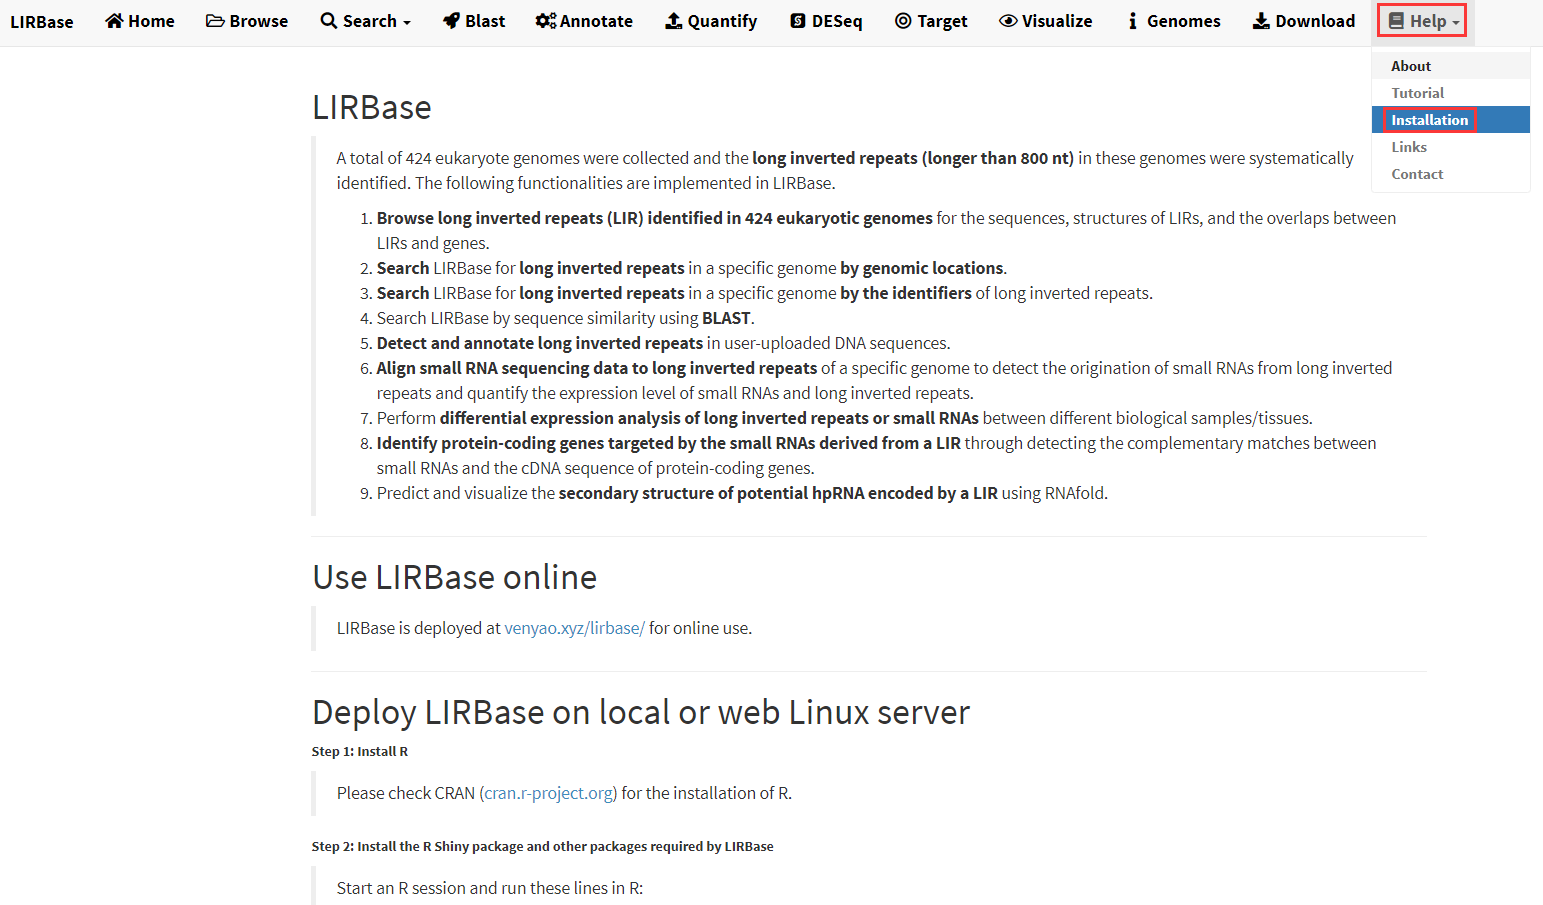 LIRBase Home Browse Search Blast Annotate Quantify DESeq Target Visualize Genomes Download Help
About
Tutorial
Installation
Links
Contact
LIRBase
A total of 424 eukaryote genomes were collected and the long inverted repeats (longer than 800 nt) in these genomes were systematically
identified. The following functionalities are implemented in LIRBase.
1. Browse long inverted repeats (LIR) identified in 424 eukaryotic genomes for the sequences, structures of LIRs, and the overlaps between
LIRs and genes.
2. Search LIRBase for long inverted repeats in a specific genome by genomic locations.
3. Search LIRBase for long inverted repeats in a specific genome by the identifiers of long inverted repeats.
4. Search LIRBase by sequence similarity using BLAST.
5. Detect and annotate long inverted repeats in user-uploaded DNA sequences.
6. Align small RNA sequencing data to long inverted repeats of a specific genome to detect the origination of small RNAs from long inverted
repeats and quantify the expression level of small RNAs and long inverted repeats.
7. Perform differential expression analysis of long inverted repeats or small RNAs between different biological samples/tissues.
8. Identify protein-coding genes targeted by the small RNAs derived from a LIR through detecting the complementary matches between
small RNAs and the cDNA sequence of protein-coding genes.
9. Predict and visualize the secondary structure of potential hpRNA encoded by a LIR using RNAfold.
Use LIRBase online
LIRBase is deployed at venyao.xyz/lirbase/ for online use.
Deploy LIRBase on local or web Linux server
Step 1: Install R
Please check CRAN (cran.r-project.org) for the installation of R.
Step 2: Install the R Shiny package and other packages required by LIRBase
Start an R session and run these lines in R: